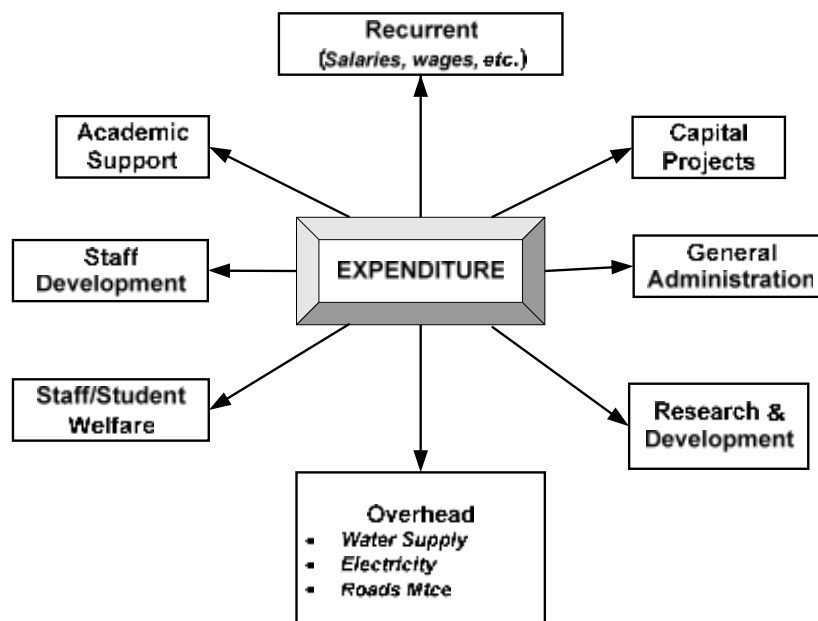 Recurrent
(Salaries, wages, etc.)
Academic
Support
Capital
Projects
Staff
Development
EXPENDITURE
General
Administration
Staff/Student
Welfare
Research &
Development
Overhead
▪ Water Supply
▪ Electricity
▪ Roads Mtce